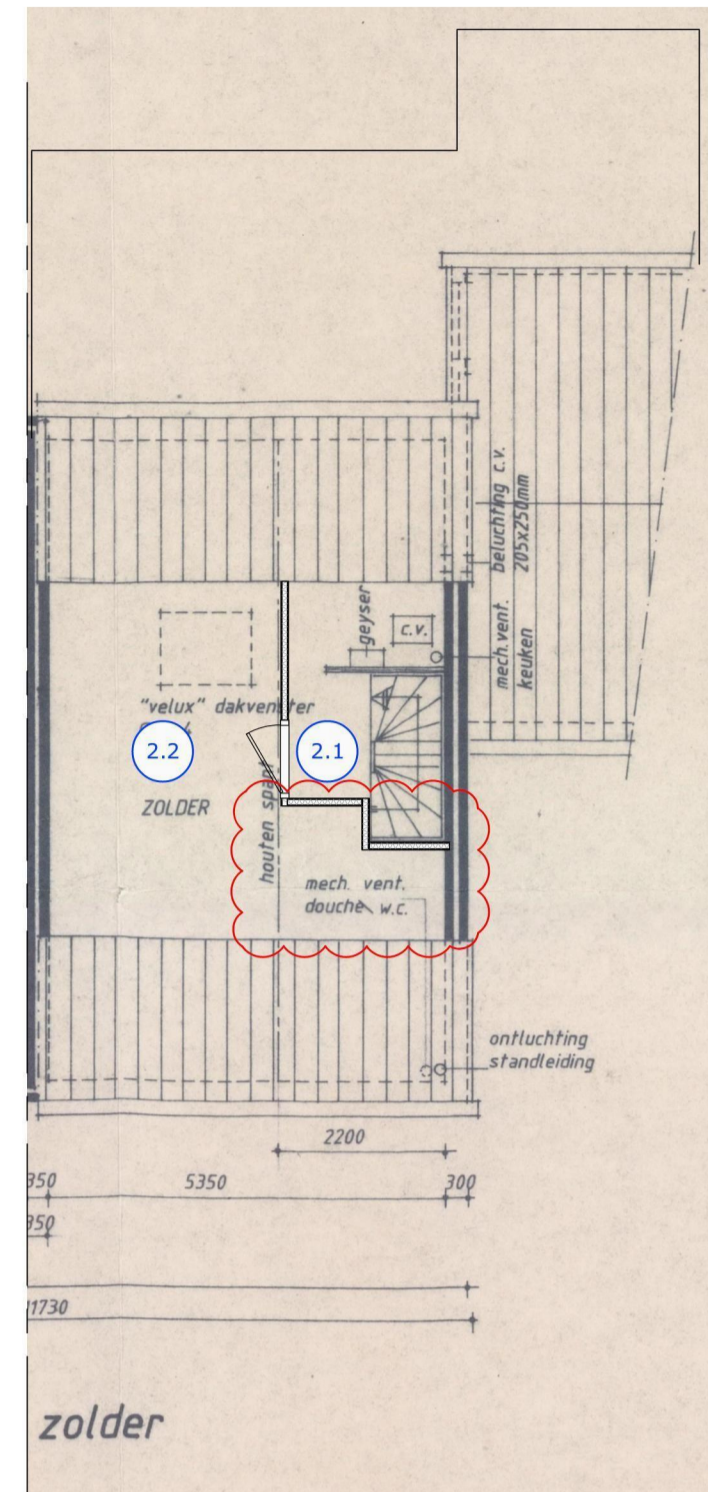 beluchting c.v.
205x250mm
mech.vent.
keuken
geyser
c.v.
"velux" dakvenster
2.2
2.1
ZOLDER
houten spant
mech. vent.
douche w.c.
ontluchting
standleiding
2200
350
5350
300
350
11730
zolder